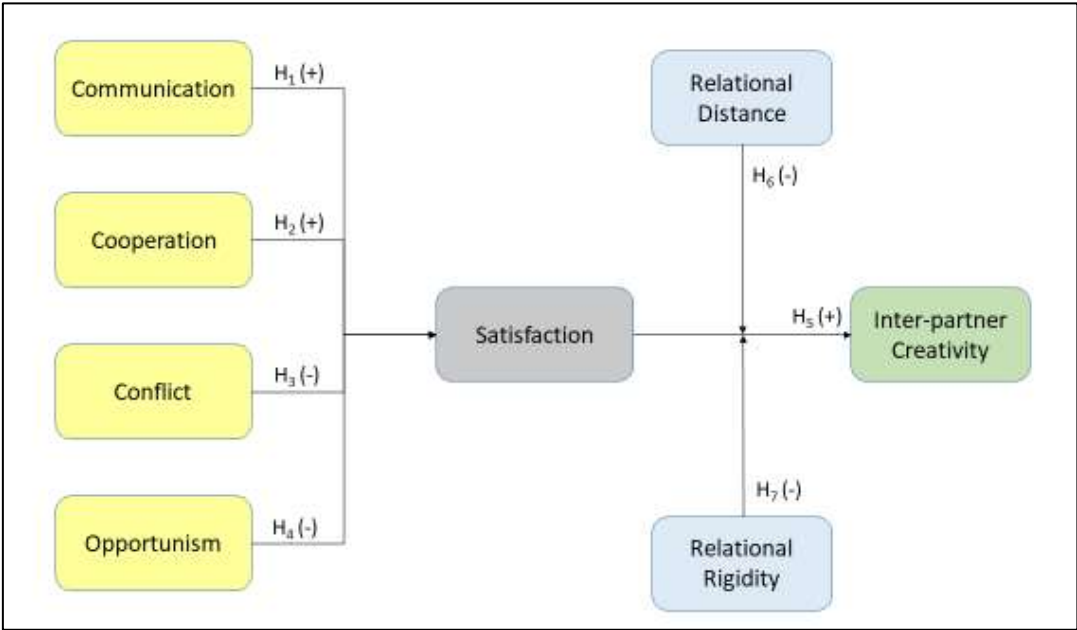 Communication
H₁ (+)
Cooperation
H₂ (+)
Conflict
H₃ (-)
Opportunism
H₄ (-)
Satisfaction
Relational
Distance
H₆ (-)
H₅ (+)
Inter-partner
Creativity
H₇ (-)
Relational
Rigidity